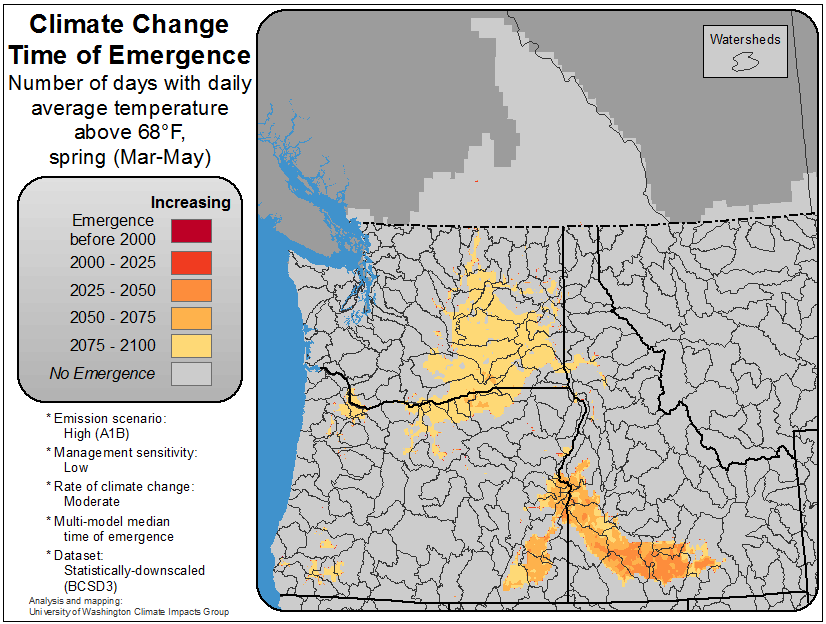 Climate Change
Time of Emergence
Number of days with daily
average temperature
above 68°F,
spring (Mar-May)
Watersheds
Increasing
Emergence
before 2000
2000 - 2025
2025 - 2050
2050 - 2075
2075 - 2100
No Emergence
* Emission scenario:
High (A1B)
* Management sensitivity:
Low
* Rate of climate change:
Moderate
* Multi-model median
time of emergence
* Dataset:
Statistically-downscaled
(BCSD3)
Analysis and mapping:
University of Washington Climate Impacts Group